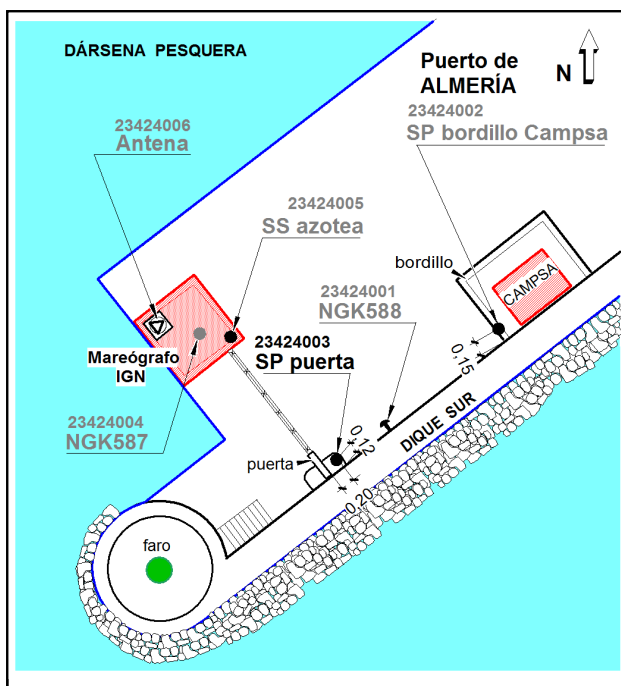 DÁRSENA PESQUERA
Puerto de
ALMERÍA
N
23424002
SP bordillo Campsa
23424006
Antena
23424005
SS azotea
bordillo
CAMPSA
23424001
NGK588
23424003
SP puerta
Mareógrafo
IGN
0,15
23424004
NGK587
0,12
DIQUE SUR
puerta
0,20
faro